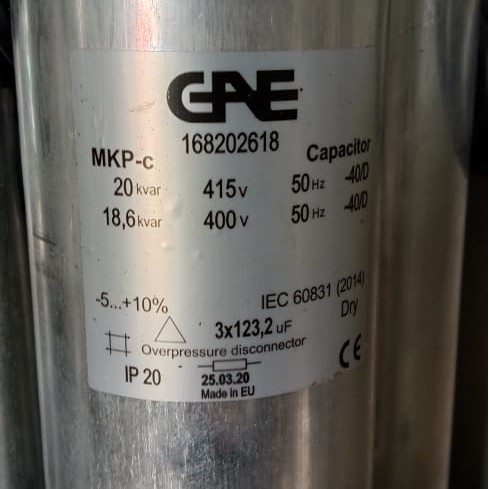 GAE
168202618
MKP-c Capacitor
20 kvar 415 v 50 Hz -40/D
18,6 kvar 400 v 50 Hz -40/D
-5...+10% IEC 60831 (2014)
3x123,2 uF Dry
Overpressure disconnector
IP 20 25.03.20 CE
Made in EU